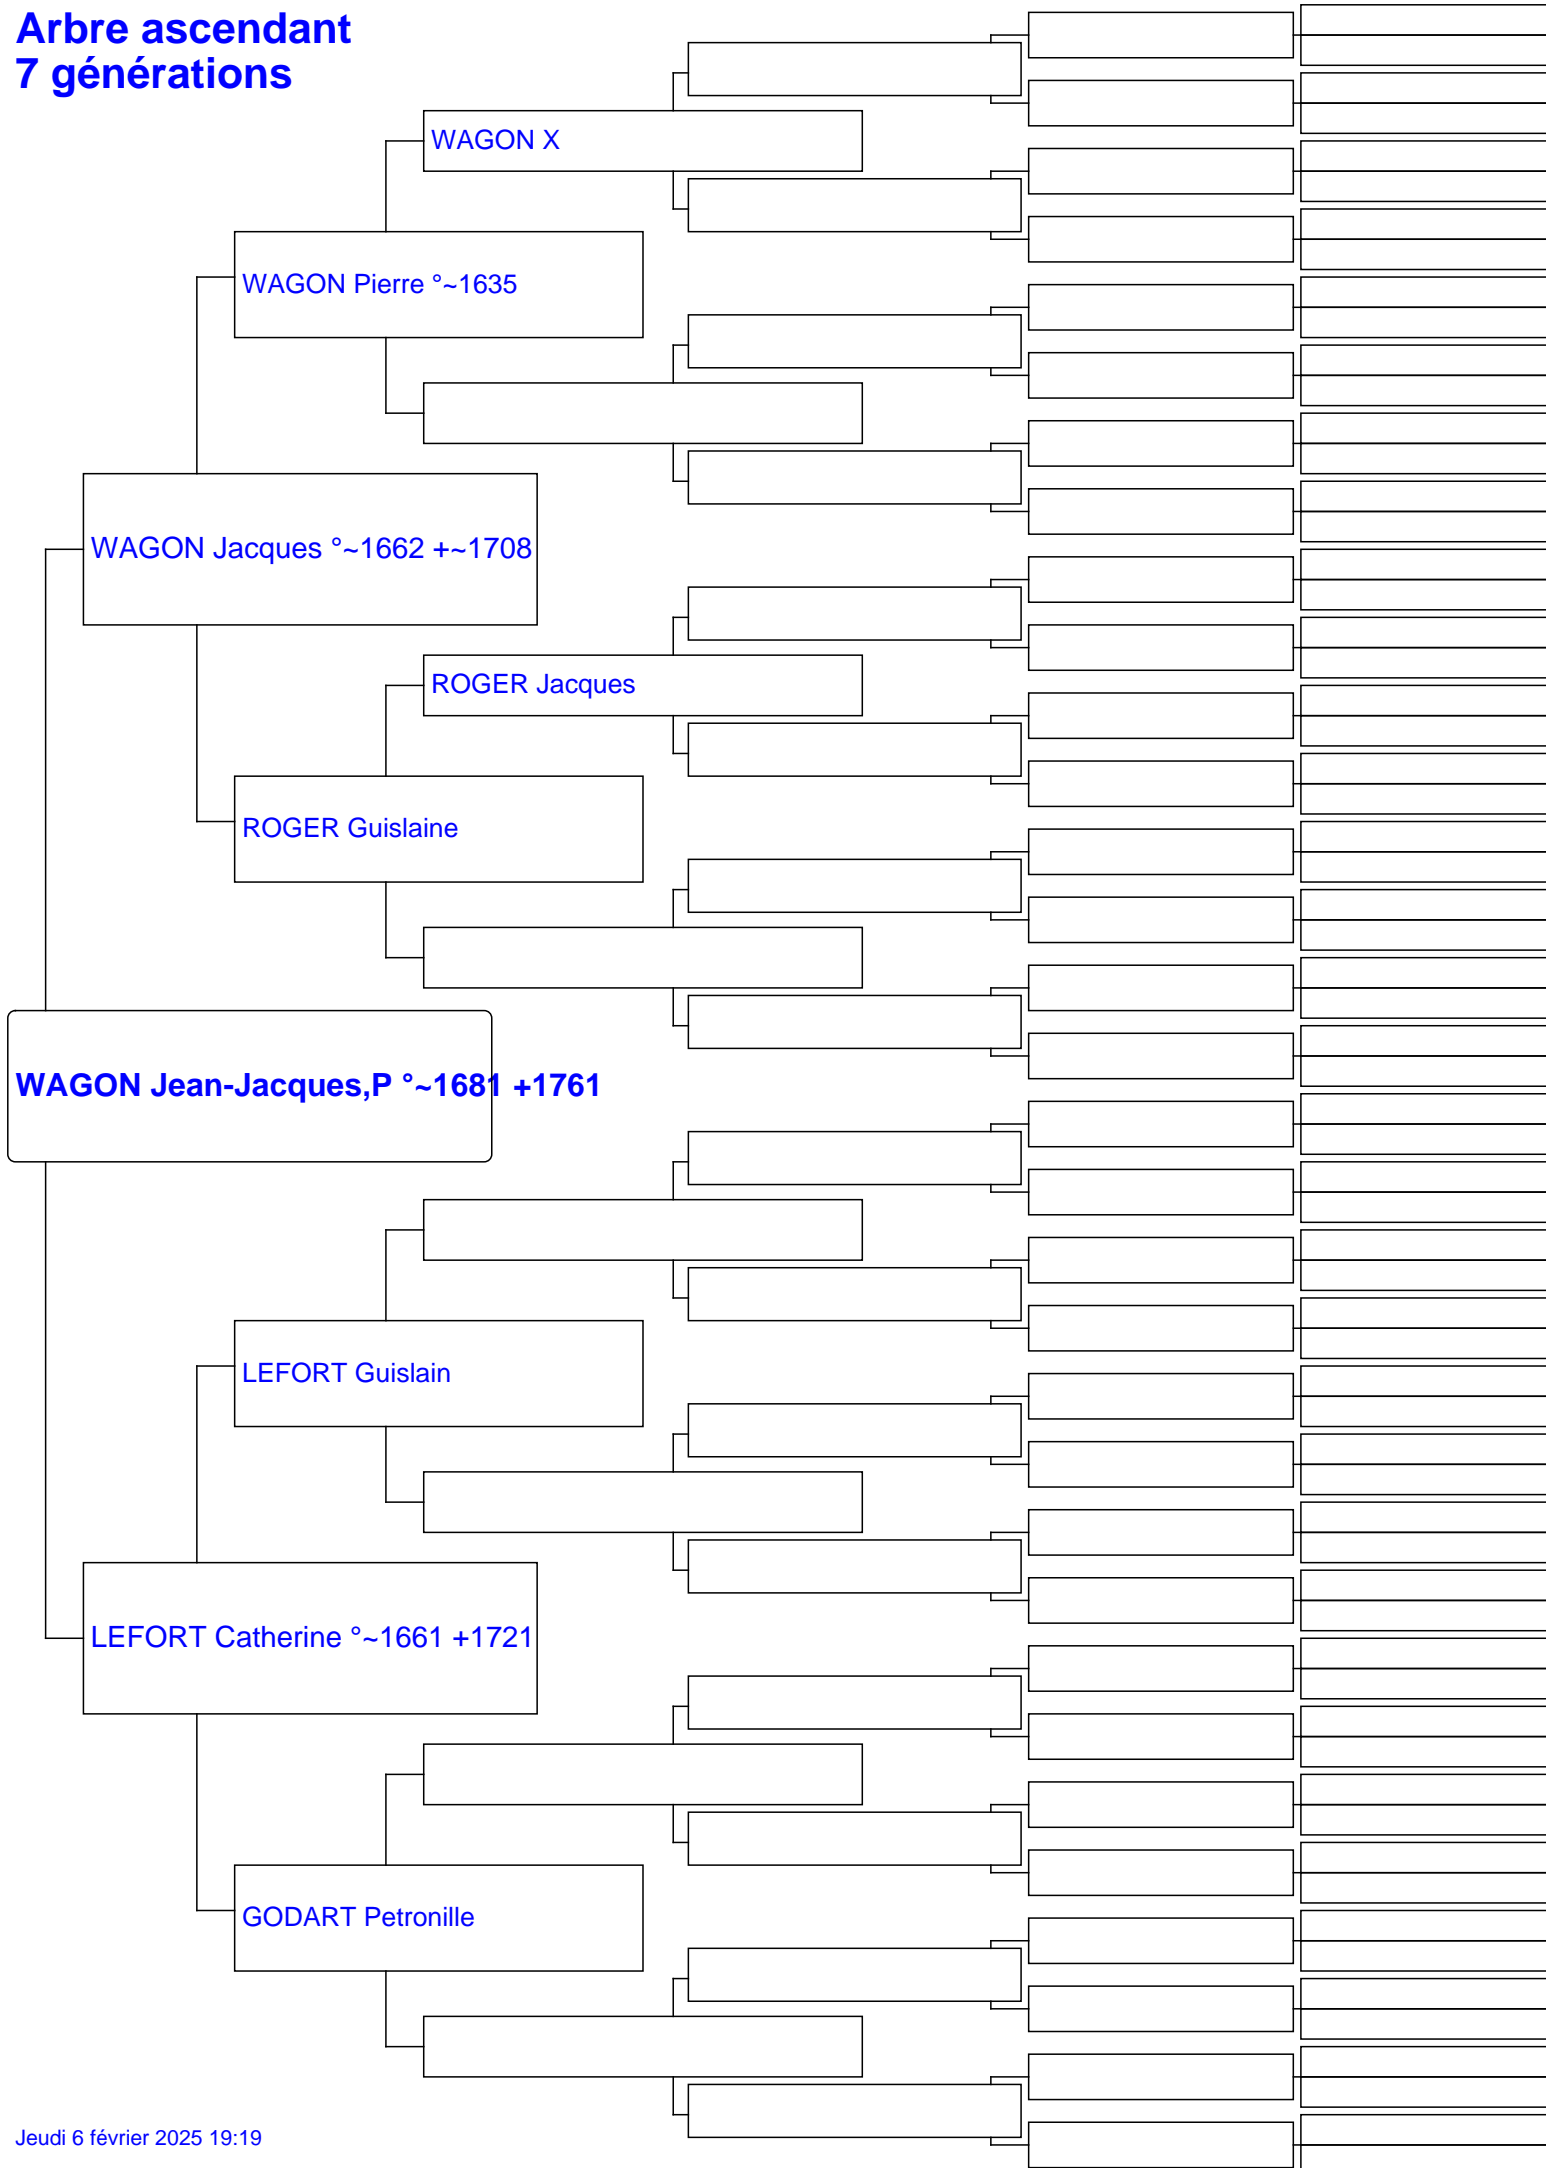 Arbre ascendant
7 générations
WAGON X
WAGON Pierre °~1635
WAGON Jacques °~1662 +~1708
ROGER Jacques
ROGER Guislaine
WAGON Jean-Jacques,P °~1681 +1761
LEFORT Guislain
LEFORT Catherine °~1661 +1721
GODART Petronille
Jeudi 6 février 2025 19:19